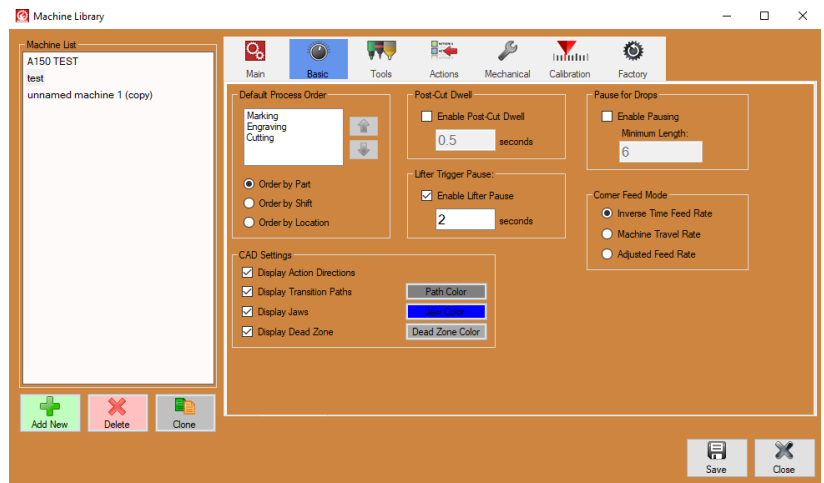 Machine Library
Machine List
A150 TEST
test
unnamed machine 1 (copy)
Add New
Delete
Clone
Main
Basic
Tools
Actions
Mechanical
Calibration
Factory
Default Process Order
Marking
Engraving
Cutting
Order by Part
Order by Shift
Order by Location
Post-Cut Dwell
Enable Post-Cut Dwell
0.5 seconds
Lifter Trigger Pause:
Enable Lifter Pause
2 seconds
Pause for Drops
Enable Pausing
Minimum Length:
6
Corner Feed Mode
Inverse Time Feed Rate
Machine Travel Rate
Adjusted Feed Rate
CAD Settings
Display Action Directions
Display Transition Paths
Path Color
Display Jaws
Jaw Color
Display Dead Zone
Dead Zone Color
Save
Close